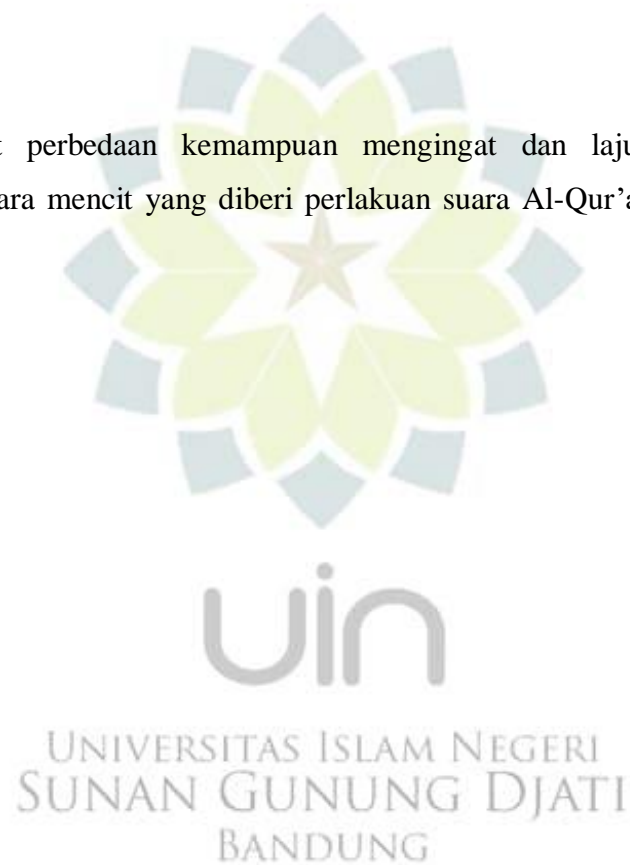 perbedaan kemampuan mengingat dan laju
mencit yang diberi perlakuan suara
uin
UNIVERSITAS ISLAM NEGERI
SUNAN GUNUNG DJATI
BANDUNG